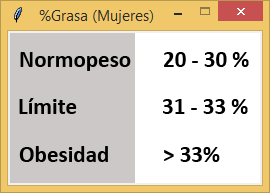 %Grasa (Mujeres)
Normopeso 20 - 30 %
Límite 31 - 33 %
Obesidad > 33%